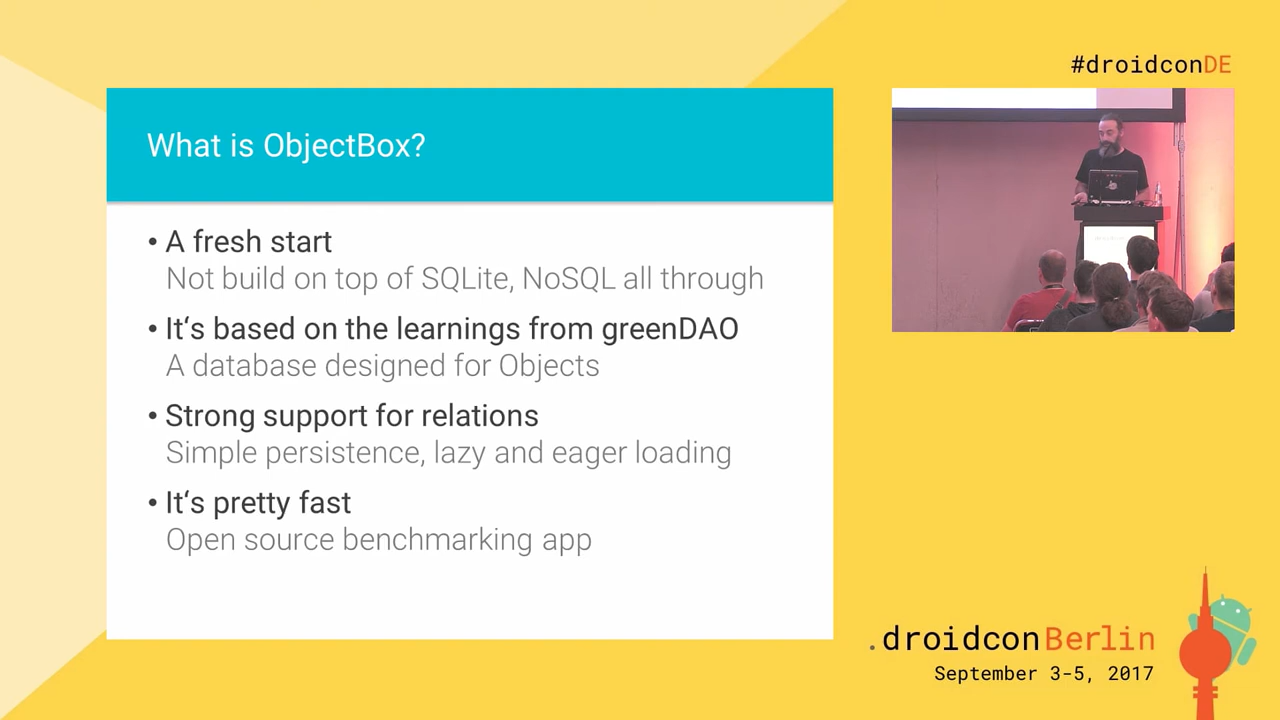 #droidconDE
What is ObjectBox?
• A fresh start
Not build on top of SQLite, NoSQL all through
• It‘s based on the learnings from greenDAO
A database designed for Objects
• Strong support for relations
Simple persistence, lazy and eager loading
• It‘s pretty fast
Open source benchmarking app
.droidconBerlin
September 3-5, 2017